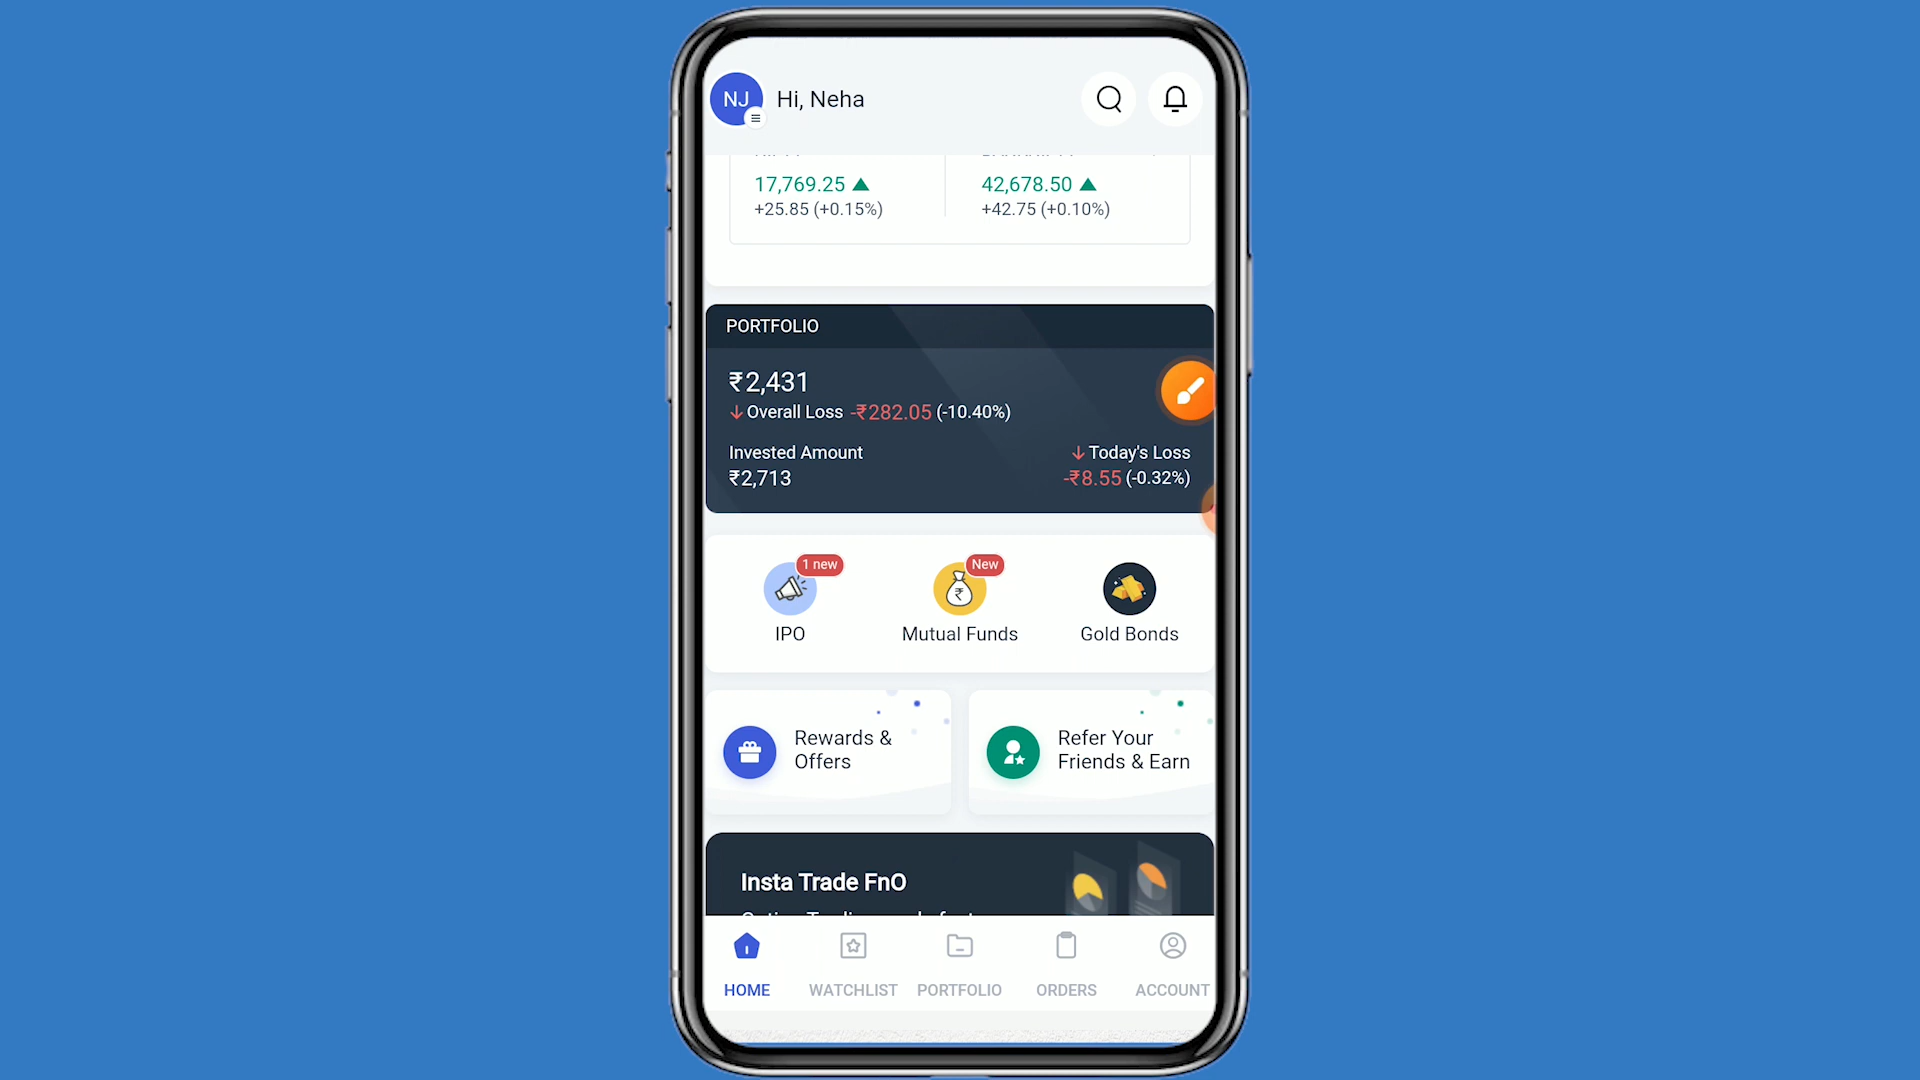 NJ
Hi, Neha
17,769.25
+25.85 (+0.15%)
42,678.50
+42.75 (+0.10%)
PORTFOLIO
₹2,431
Overall Loss -₹282.05 (-10.40%)
Invested Amount
₹2,713
Today's Loss
-₹8.55 (-0.32%)
1 new
IPO
New
₹
Mutual Funds
Gold Bonds
Rewards &
Offers
Refer Your
Friends & Earn
Insta Trade FnO
HOME
WATCHLIST
PORTFOLIO
ORDERS
ACCOUNT